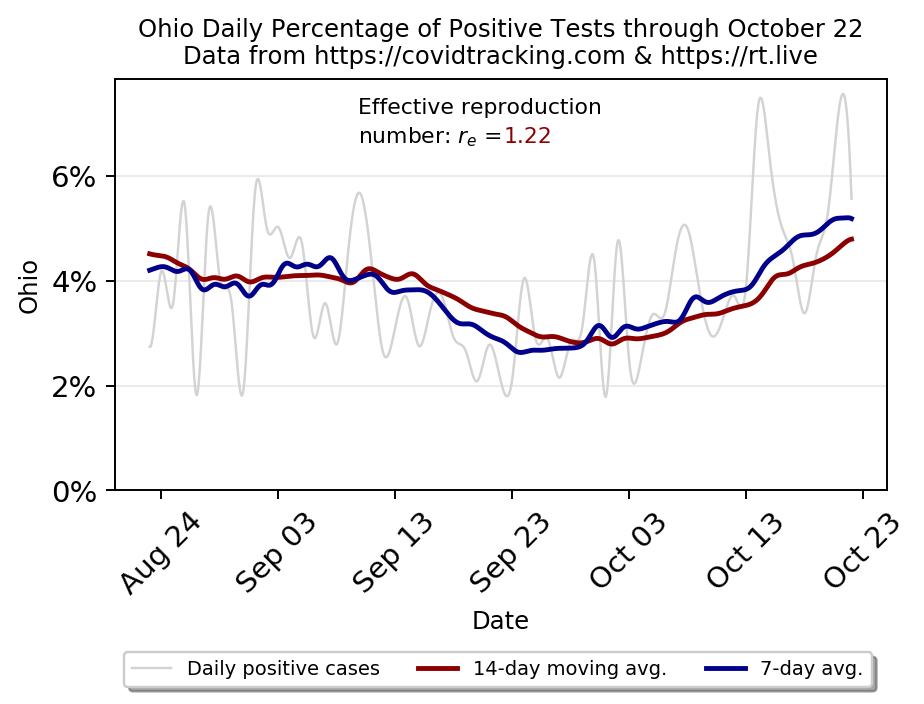 Ohio Daily Percentage of Positive Tests through October 22
Data from https://covidtracking.com & https://rt.live
Effective reproduction
number: rₑ =1.22
6%
4%
2%
0%
Ohio
Aug 24
Sep 03
Sep 13
Sep 23
Oct 03
Oct 13
Oct 23
Date
Daily positive cases
14-day moving avg.
7-day avg.